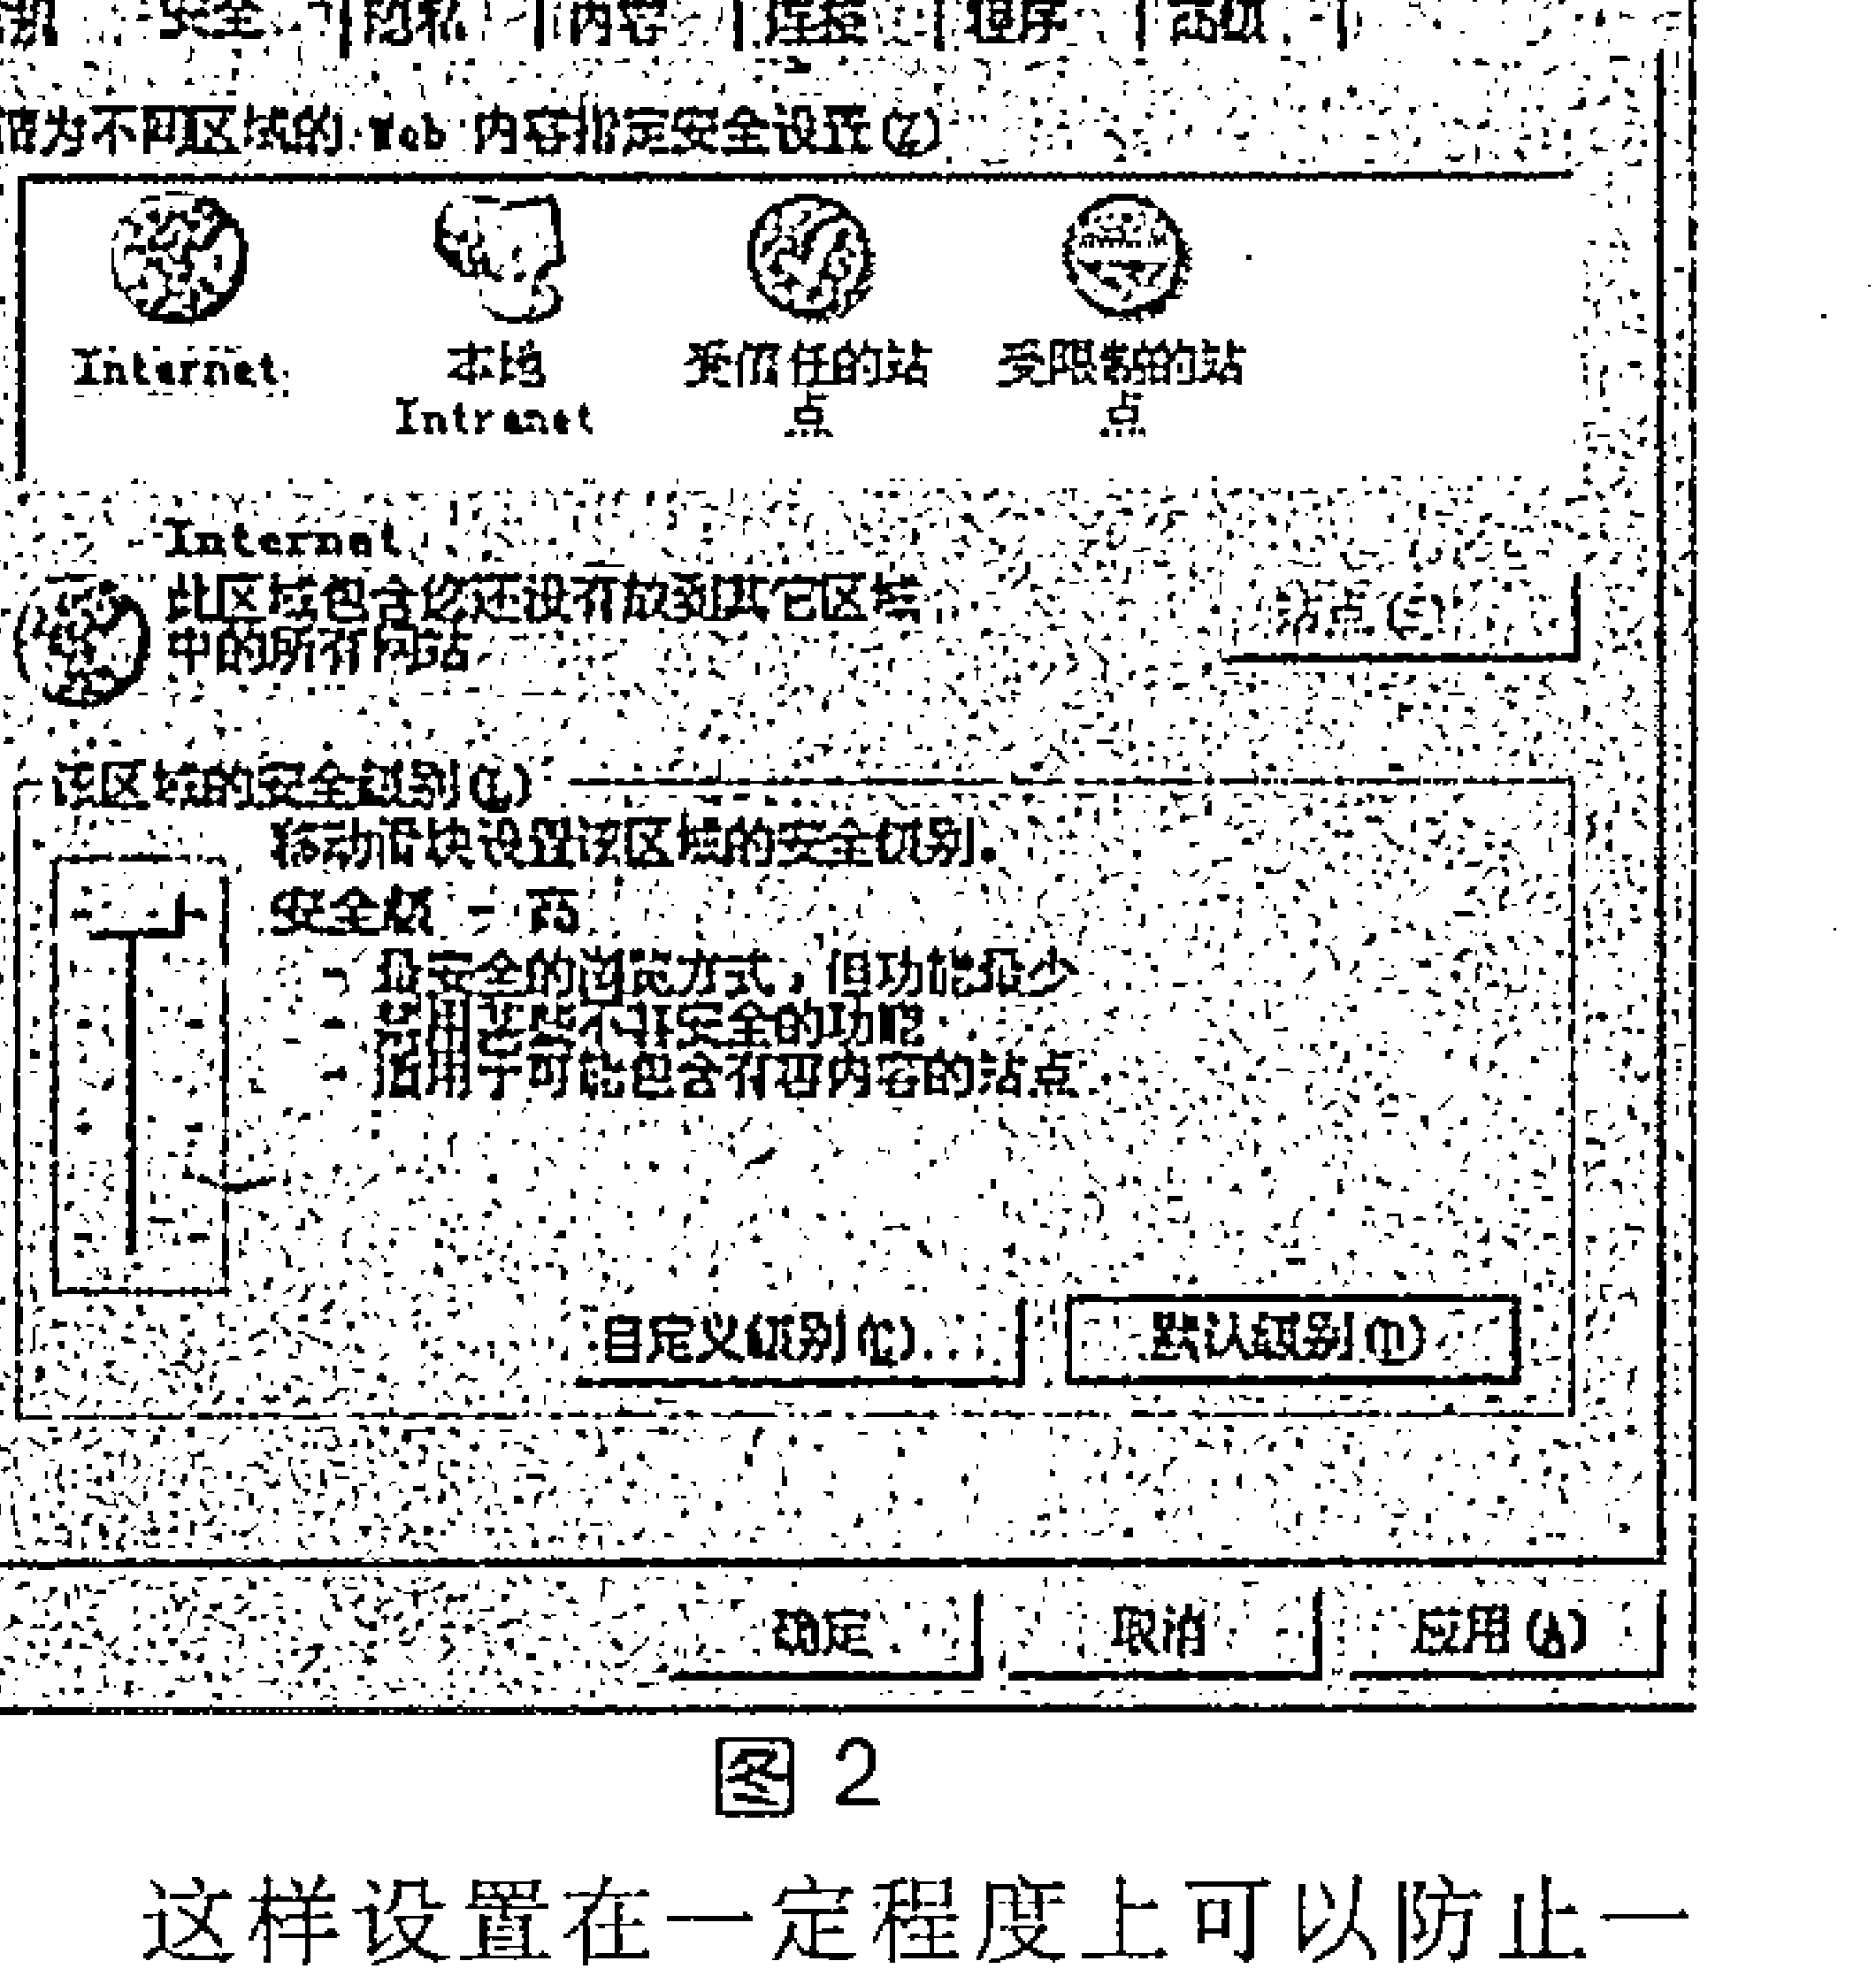 安全 隐私 内容 连接 程序 高级
为不同区域的 Web 内容指定安全设置(Z)
Internet 本地 受信任的站 受限制的站
Intranet 点 点
Internet
此区域包含您还没有放到其它区域
中的所有网站
站点(S)
该区域的安全级别(L)
移动滑块设置该区域的安全级别。
安全级 - 高
- 最安全的浏览方式，但功能最少
- 禁用某些不太安全的功能
- 适用于可能包含有害内容的站点
自定义级别(C) 默认级别(D)
确定 取消 应用(A)
图 2
这样设置在一定程度上可以防止一